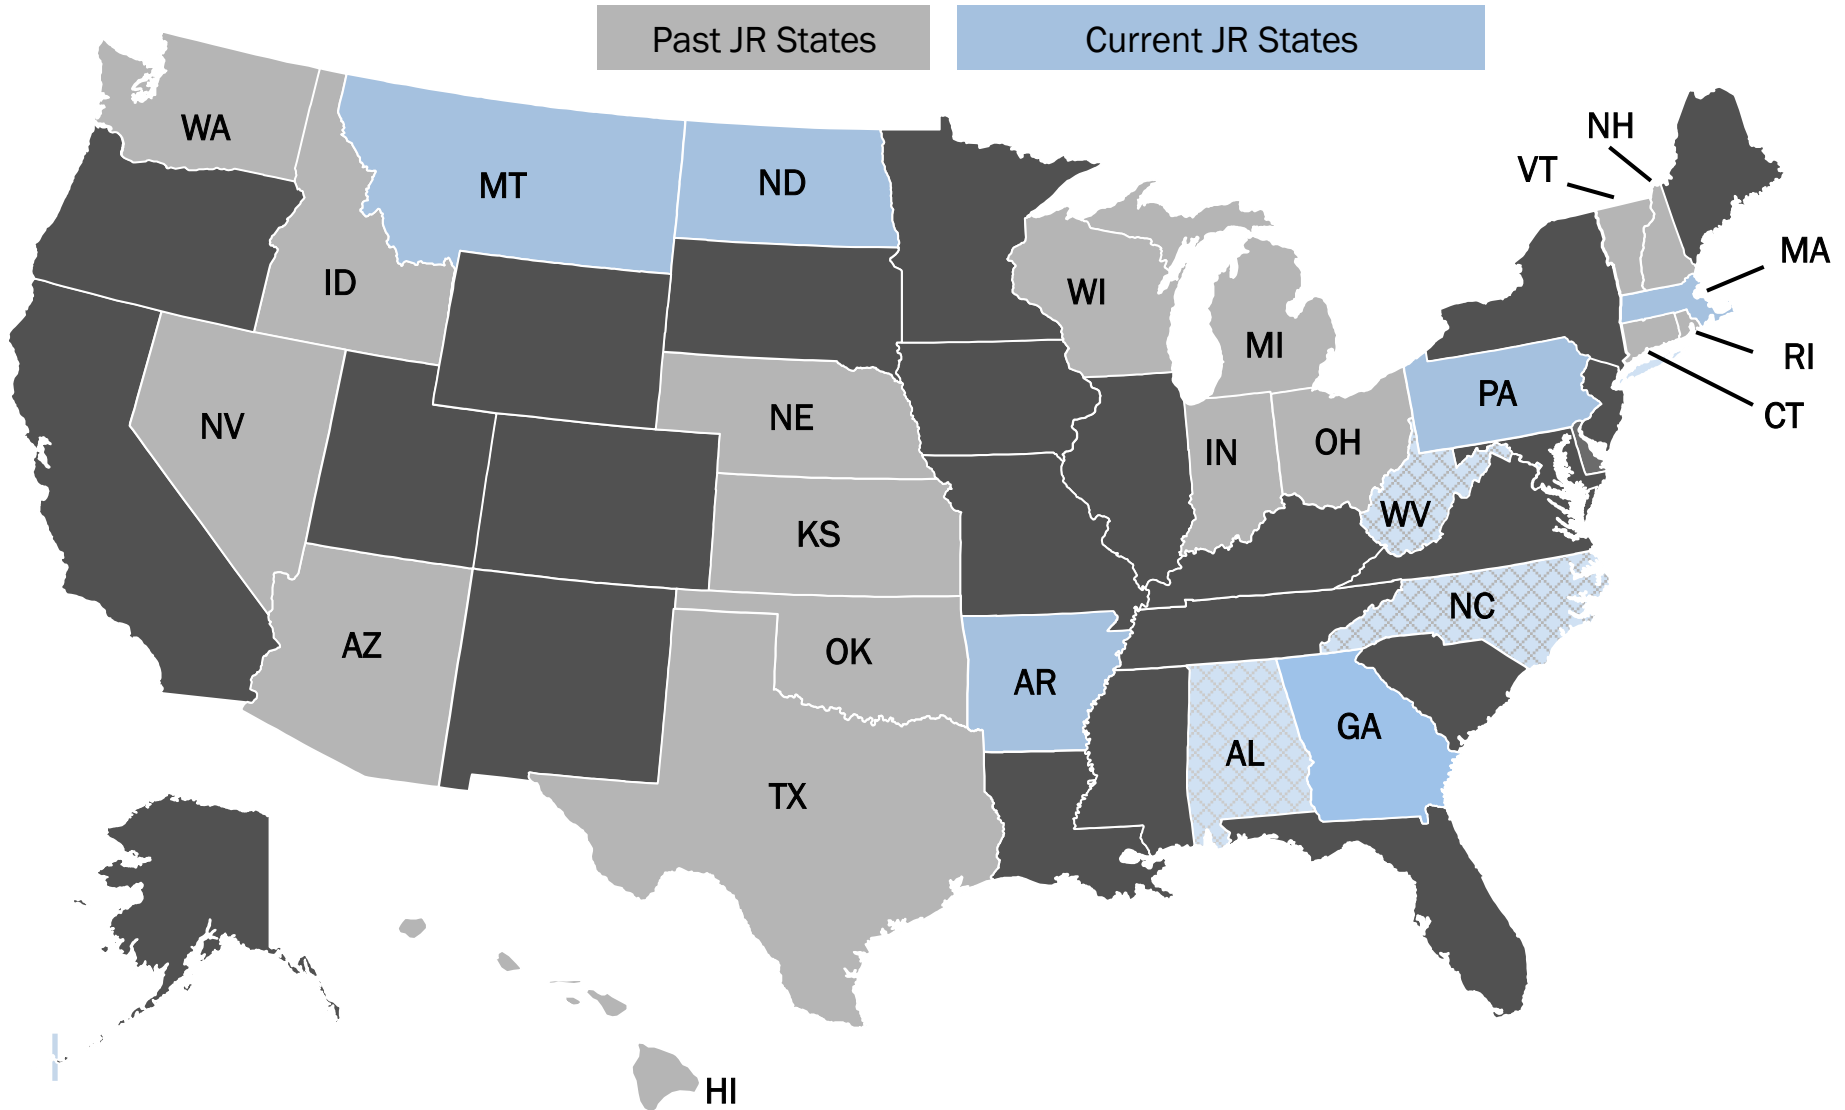 Past JR States
Current JR States
NH
WA
VT
MT
ND
MA
ID
WI
MI
RI
PA
CT
NV
NE
IN
OH
WV
KS
NC
AZ
OK
AR
GA
AL
TX
HI